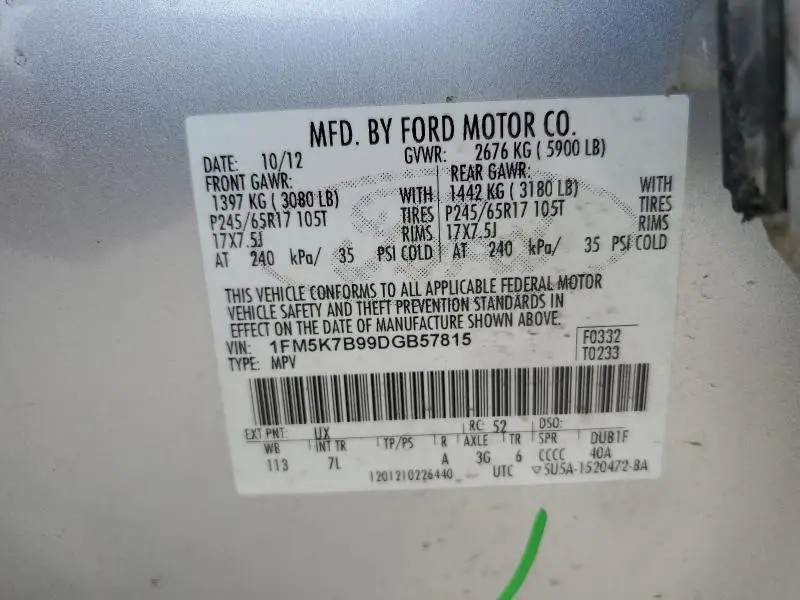 MFD. BY FORD MOTOR CO.
DATE: 10/12 GVWR: 2676 KG ( 5900 LB)
FRONT GAWR: REAR GAWR:
1397 KG ( 3080 LB) WITH 1442 KG ( 3180 LB) WITH
P245/65R17 105T TIRES P245/65R17 105T TIRES
17X7.5J RIMS 17X7.5J RIMS
AT 240 kPa/ 35 PSI COLD AT 240 kPa/ 35 PSI COLD
THIS VEHICLE CONFORMS TO ALL APPLICABLE FEDERAL MOTOR
VEHICLE SAFETY AND THEFT PREVENTION STANDARDS IN
EFFECT ON THE DATE OF MANUFACTURE SHOWN ABOVE.
VIN: 1FM5K7B99DGB57815 F0332
TYPE: MPV T0233
EXT PNT: UX RC: 52 DSO:
WB INT TR TP/PS R AXLE TR SPR DUB1F
113 7L A 3G 6 CCCC 40A
1201210226440 UTC ▽5U5A-1520472-BA